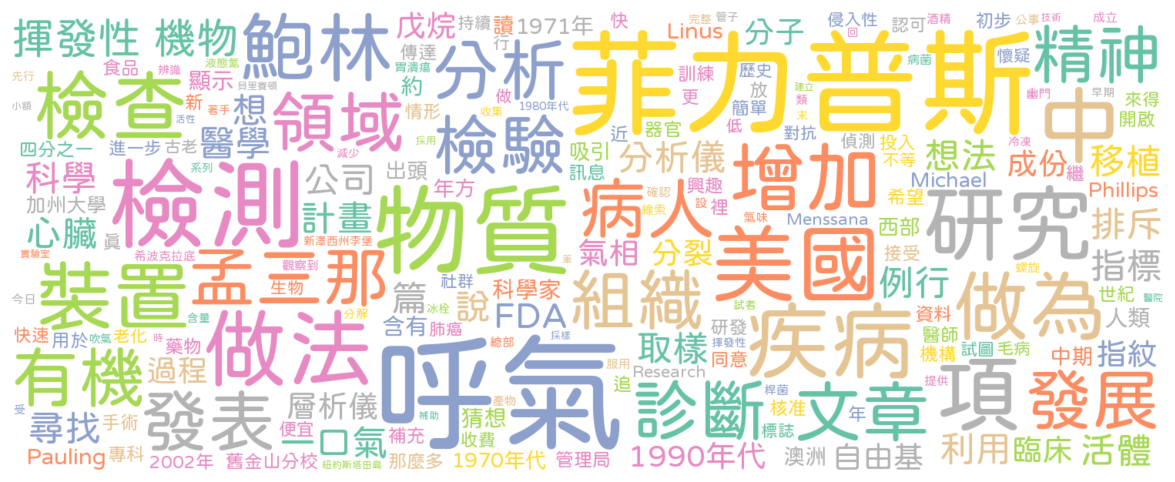 揮發性 機物 鮑林 戊烷 持續 讀 1971年 快 完整 管子 侵入性 認可 酒精 初步 公事 技術 成立
傳達 行 分析 Linus 分子 回 懷疑 精神
先行 食品 辨識 液態氮 顯示 胃潰瘍 約 菲力普斯 病菌
檢查 新 貝里賽頓 做 訓練 歷史 建立 幽門 早期 來得
小額 著手 想 領域 情形 收集 1980年代 更 放 簡單 類 末 中 開啟
活性 醫學 採用 檢驗 近 器官 低 對抗 偵測 投入 冷凍
四分之一 進一步 古老 系列 減少 吸引 分析儀 增加 不等 想法 成份 繼 移植
科學 檢測 公司 出頭 年方 訊息 確認 興趣 Michael Phillips
加州大學 計畫 物質 病人 線索 設 裡 氣味 Menssana 希望 研究 排斥
心臟 真 新澤西州李堡 西部
實驗室 希波克拉底 孟三那 觀察到 社群 筆 氣相 分裂 美國 接受 例行 螺旋 指標
今日 裝置 生物 篇 冰栓 說 科學家 組織 試者 做為 世紀 醫院
含量 分解 資料 人類
快速 用於 吹氣 老化 時 做法 含有 肺癌 FDA 採樣 研發 疾病 醫師
有機 藥物 總部 取樣 揮發性 同意 機構 試圖 毛病 中期 指紋
過程 呼氣 服用 追 Research 桿菌 提供
受 層析儀 產物 診斷 核准 年 文章 項 發展
尋找 手術 發表 便宜 一口氣 補助 猜想 標誌
Pauling 專科 補充 收費 利用 臨床 活體
2002年 舊金山分校 紐約斯塔田島 那麼多 1970年代 管理局 1990年代 澳洲 自由基